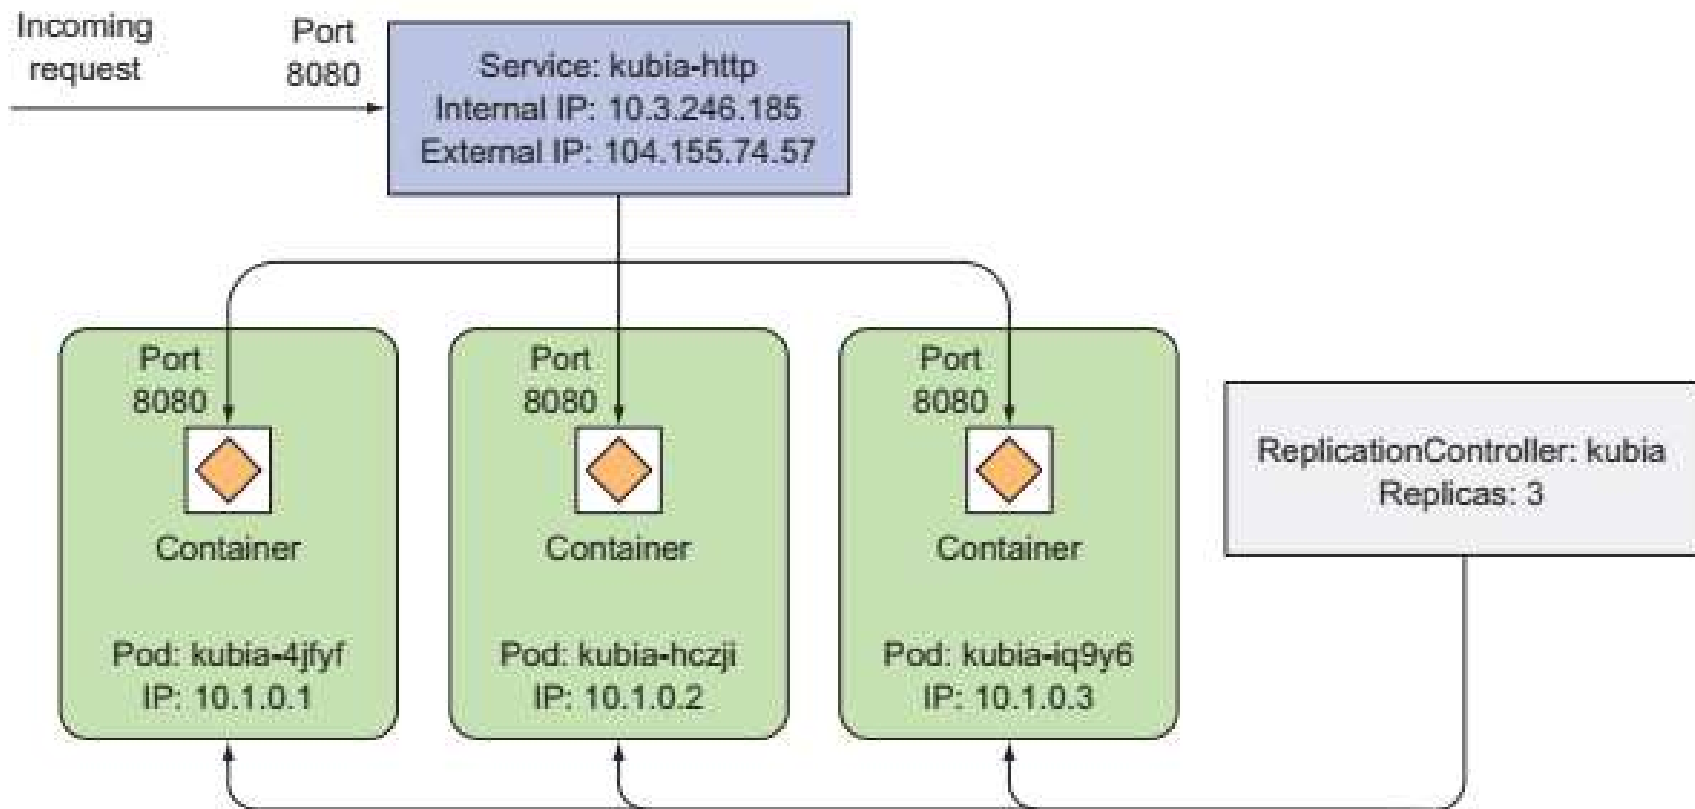 Incoming
request
Port
8080
Service: kubia-http
Internal IP: 10.3.246.185
External IP: 104.155.74.57
Port
8080
Container
Pod: kubia-4jfyf
IP: 10.1.0.1
Port
8080
Container
Pod: kubia-hczji
IP: 10.1.0.2
Port
8080
Container
Pod: kubia-iq9y6
IP: 10.1.0.3
ReplicationController: kubia
Replicas: 3